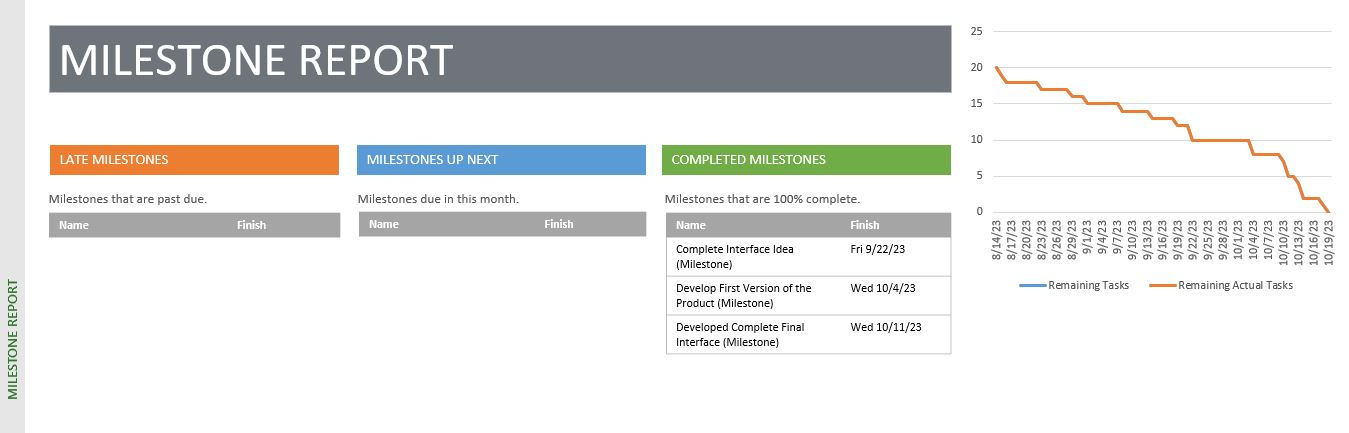 MILESTONE REPORT
MILESTONE REPORT
LATE MILESTONES
Milestones that are past due.
Name Finish
MILESTONES UP NEXT
Milestones due in this month.
Name Finish
COMPLETED MILESTONES
Milestones that are 100% complete.
Name Finish
Complete Interface Idea Fri 9/22/23
(Milestone)
Develop First Version of the Wed 10/4/23
Product (Milestone)
Developed Complete Final Wed 10/11/23
Interface (Milestone)
25
20
15
10
5
0
8/14/23
8/17/23
8/20/23
8/23/23
8/26/23
8/29/23
9/1/23
9/4/23
9/7/23
9/10/23
9/13/23
9/16/23
9/19/23
9/22/23
9/25/23
9/28/23
10/1/23
10/4/23
10/7/23
10/10/23
10/13/23
10/16/23
10/19/23
Remaining Tasks Remaining Actual Tasks